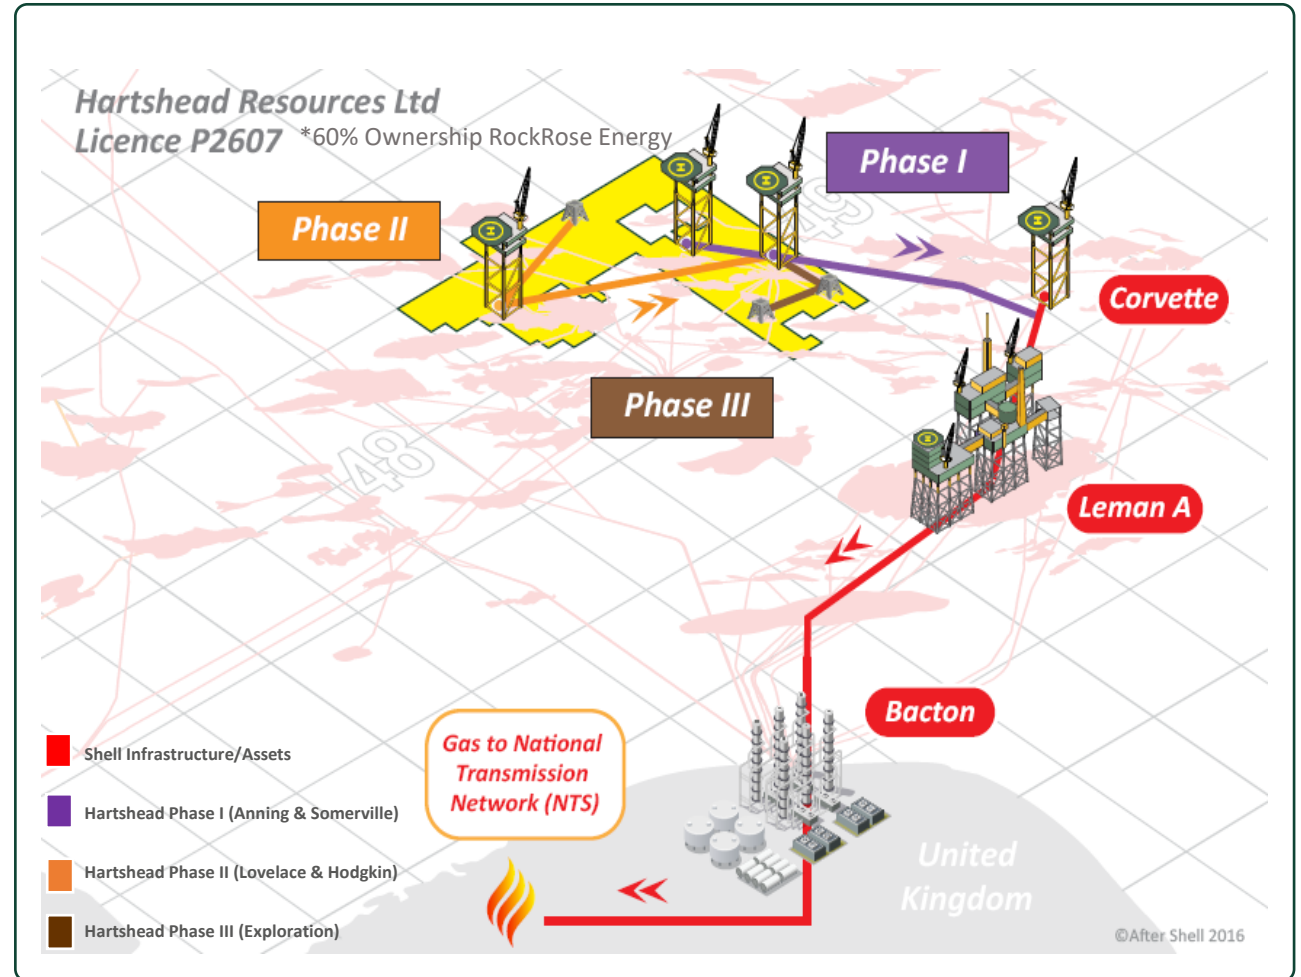 Hartshead Resources Ltd
Licence P2607 *60% Ownership RockRose Energy
Phase I
49
Phase II
Corvette
Phase III
48
Leman A
Bacton
Gas to National
Transmission
Network (NTS)
Shell Infrastructure/Assets
Hartshead Phase I (Anning & Somerville)
Hartshead Phase II (Lovelace & Hodgkin)
Hartshead Phase III (Exploration)
United
Kingdom
©After Shell 2016